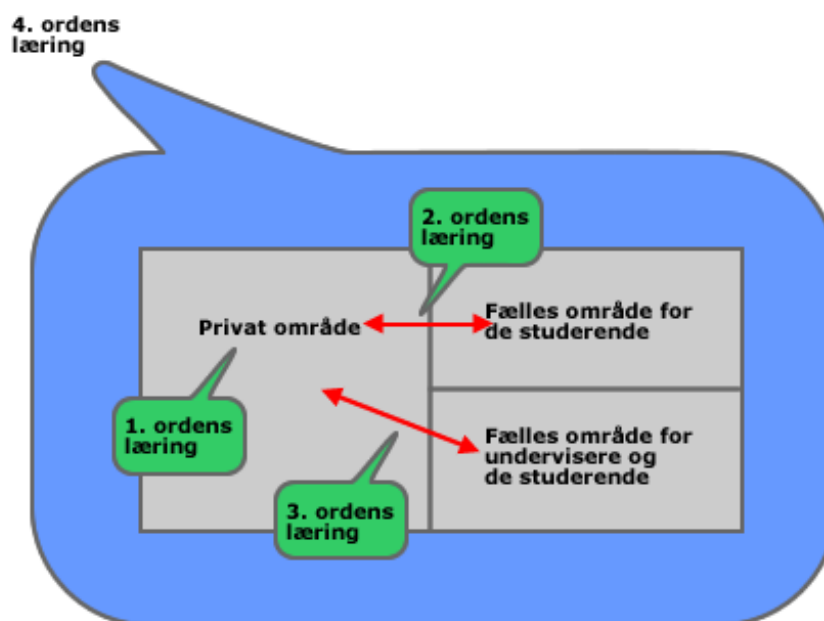 4. ordens
læring
2. ordens
læring
Privat område
Fælles område for
de studerende
1. ordens
læring
Fælles område for
undervisere og
de studerende
3. ordens
læring